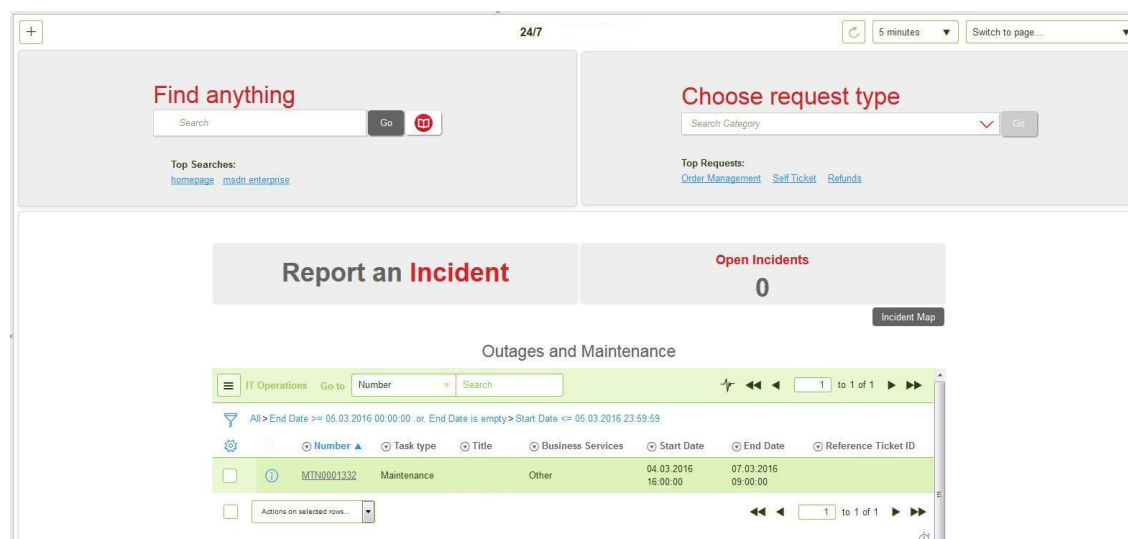 24/7
5 minutes
Switch to page...
Find anything
Search
Go
Top Searches:
homepage msdn enterprise
Choose request type
Search Category
Go
Top Requests:
Order Management Self Ticket Refunds
Report an Incident
Open Incidents
0
Incident Map
Outages and Maintenance
IT Operations Go to Number Search 1 to 1 of 1
All > End Date >= 05.03.2016 00:00:00 .or. End Date is empty > Start Date <= 05.03.2016 23:59:59
Number Task type Title Business Services Start Date End Date Reference Ticket ID
MTN0001332 Maintenance Other 04.03.2016 16:00:00 07.03.2016 09:00:00
Actions on selected rows... 1 to 1 of 1